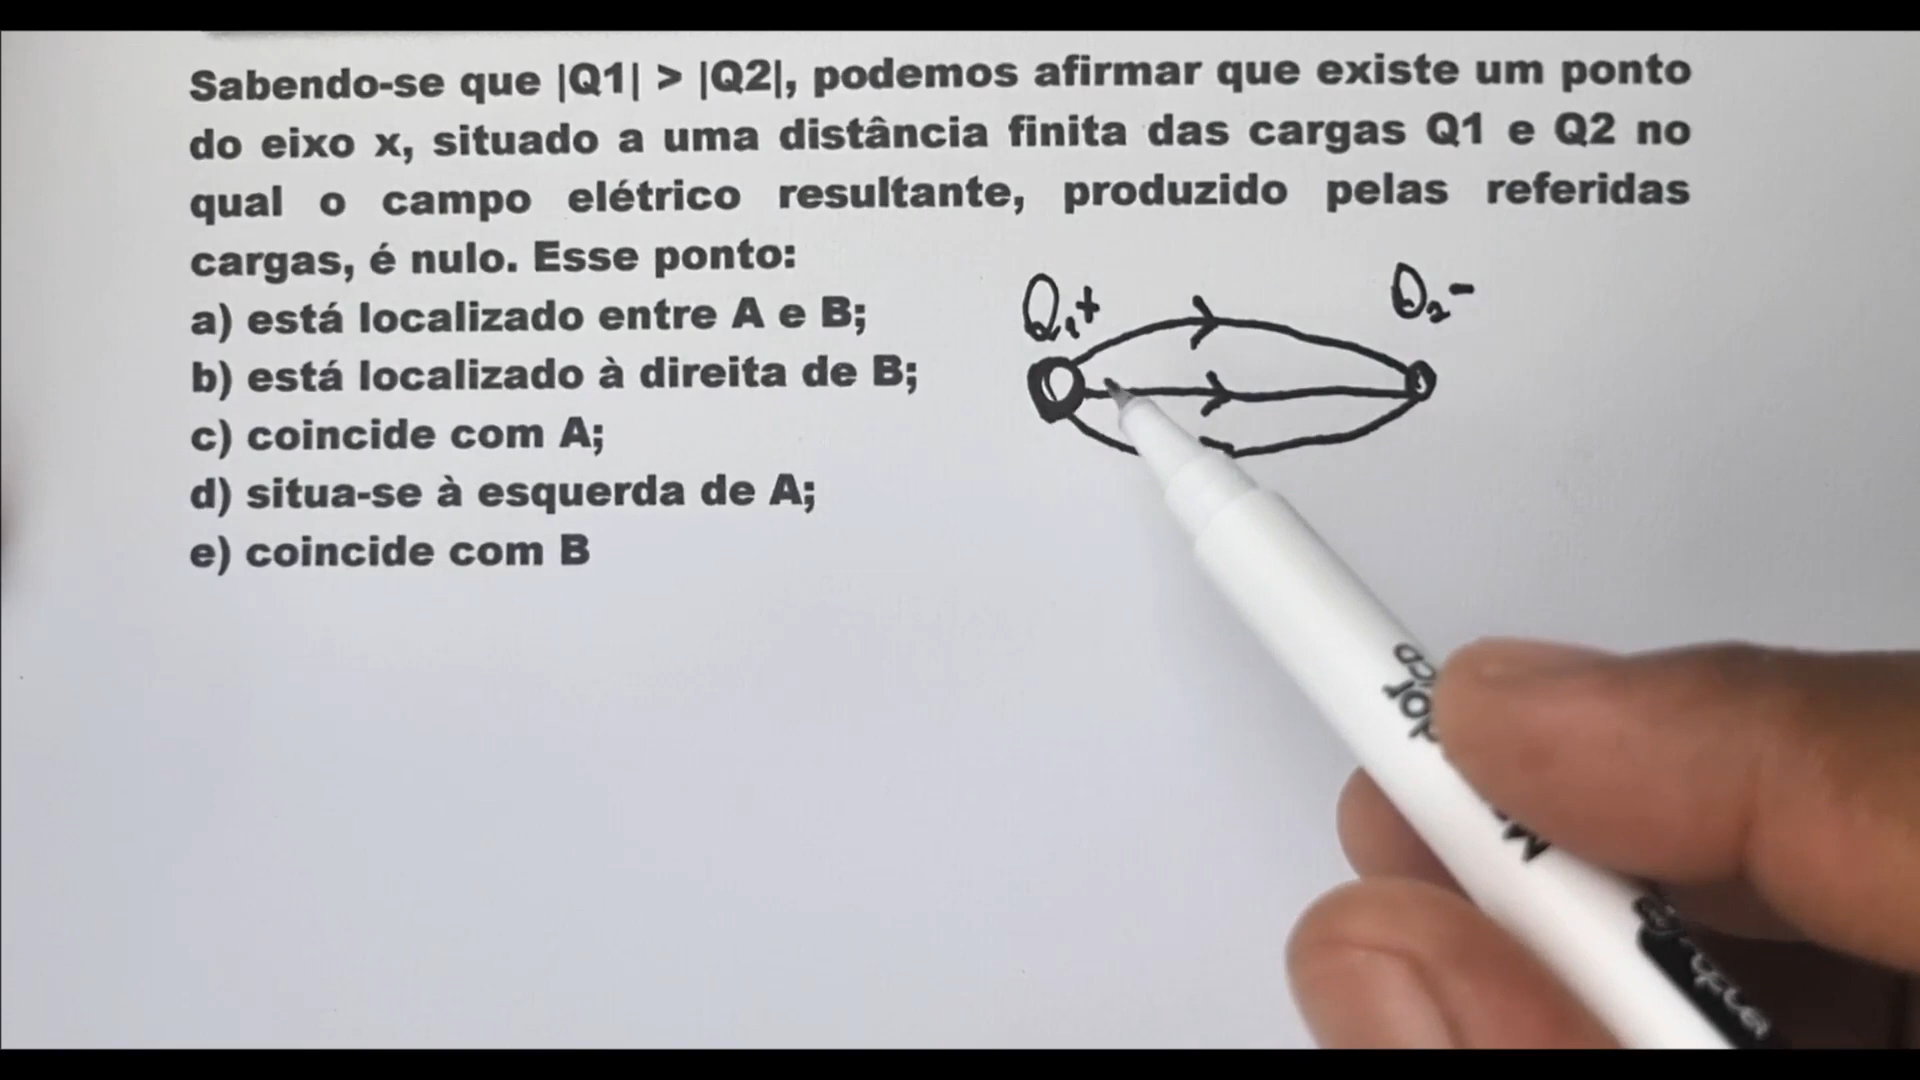 Sabendo-se que |Q1| > |Q2|, podemos afirmar que existe um ponto
do eixo x, situado a uma distância finita das cargas Q1 e Q2 no
qual o campo elétrico resultante, produzido pelas referidas
cargas, é nulo. Esse ponto:
a) está localizado entre A e B;
b) está localizado à direita de B;
c) coincide com A;
d) situa-se à esquerda de A;
e) coincide com B
Q₁+
Q₂-